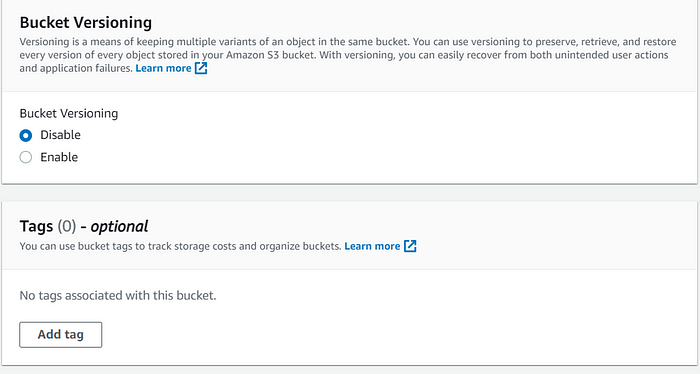 Bucket Versioning
Versioning is a means of keeping multiple variants of an object in the same bucket. You can use versioning to preserve, retrieve, and restore
every version of every object stored in your Amazon S3 bucket. With versioning, you can easily recover from both unintended user actions
and application failures. Learn more
Bucket Versioning
Disable
Enable
Tags (0) - optional
You can use bucket tags to track storage costs and organize buckets. Learn more
No tags associated with this bucket.
Add tag